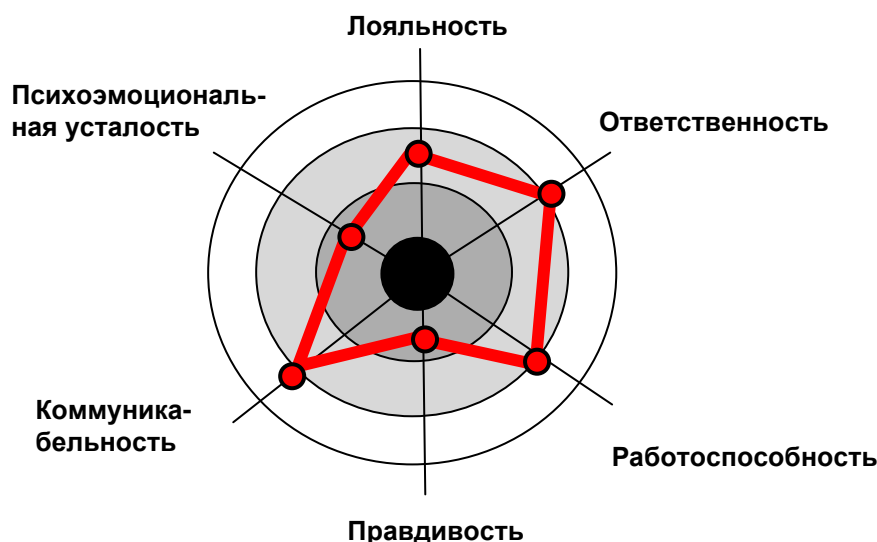 Лояльность
Психоэмоциональ-
ная усталость
Ответственность
Коммуника-
бельность
Работоспособность
Правдивость